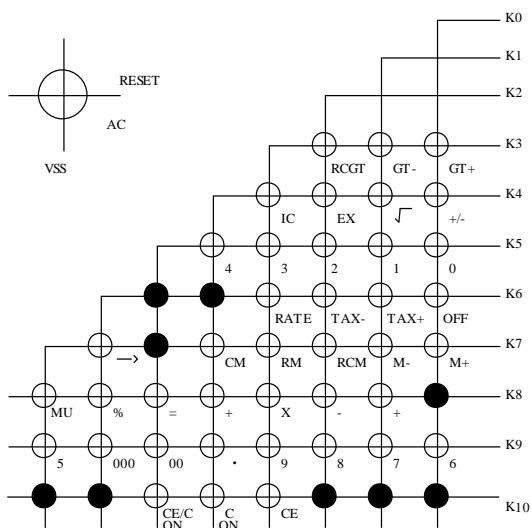 K0
K1
K2
RESET
AC
VSS
K3
RCGT GT- GT+
K4
IC EX √ +/-
K5
4 3 2 1 0
K6
RATE TAX- TAX+ OFF
K7
→ CM RM RCM M- M+
K8
MU % = + X - +
K9
5 000 00 · 9 8 7 6
K10
CE/C C CE
ON ON